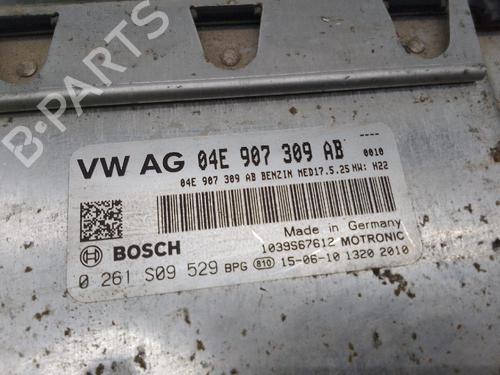 B-PARTS
VW AG 04E 907 309 AB 0010
04E 907 309 AB BENZIN MED17.5.25 HW: H22
Made in Germany
BOSCH 1039S67612 MOTRONIC
0 261 S09 529 BPG 810 15-06-10 1320 2010